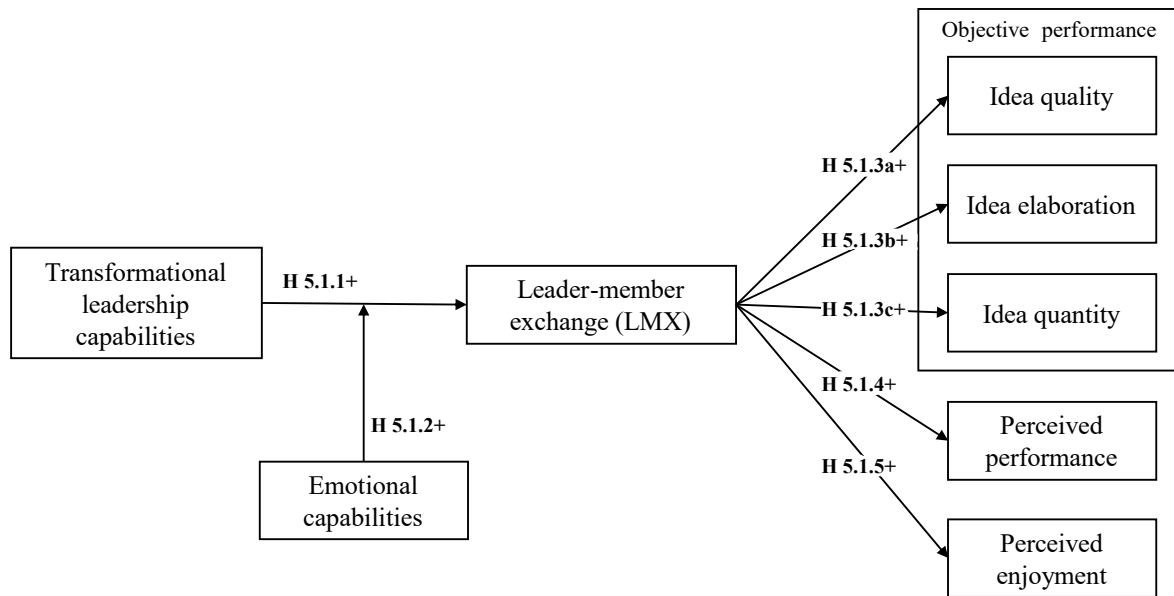 Objective performance
Idea quality
H 5.1.3a+
Idea elaboration
H 5.1.3b+
Transformational
leadership
capabilities
H 5.1.1+
Leader-member
exchange (LMX)
H 5.1.3c+
Idea quantity
H 5.1.4+
H 5.1.2+
Perceived
performance
H 5.1.5+
Emotional
capabilities
Perceived
enjoyment